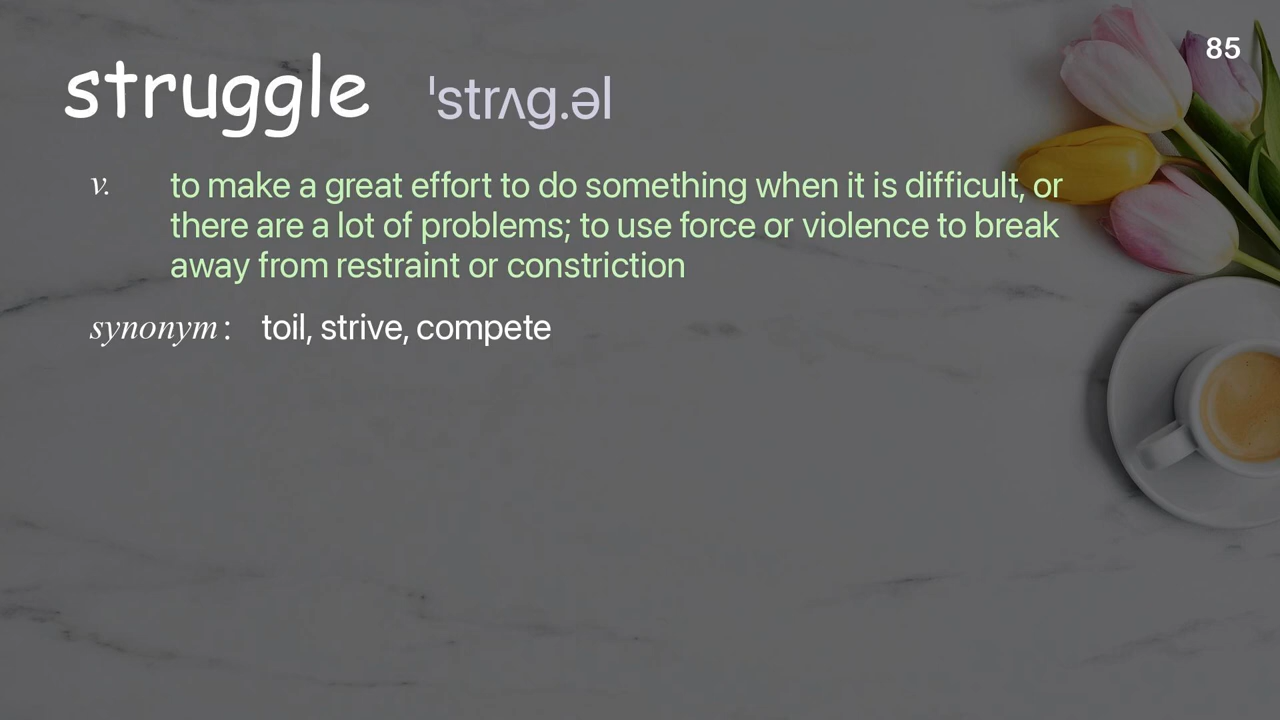 85
struggle ˈstrʌg.əl
v. to make a great effort to do something when it is difficult, or
there are a lot of problems; to use force or violence to break
away from restraint or constriction
synonym: toil, strive, compete